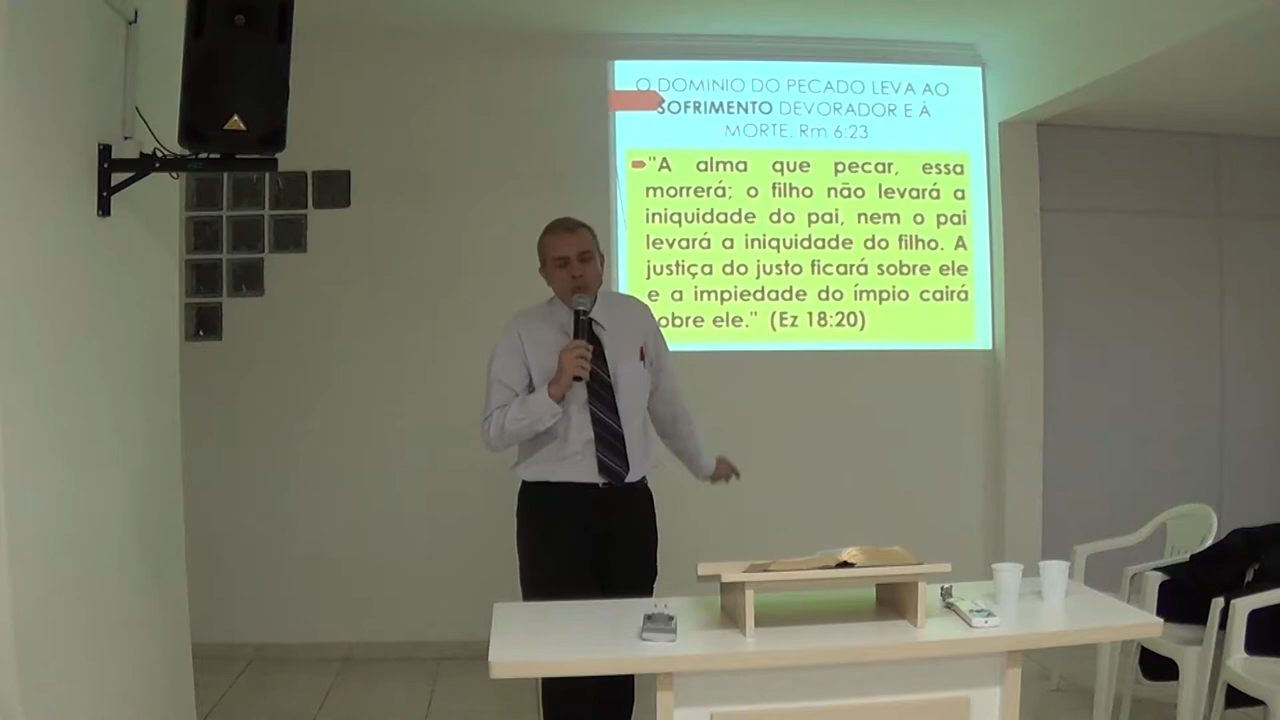 O DOMINIO DO PECADO LEVA AO
SOFRIMENTO DEVORADOR E À
MORTE. Rm 6:23
"A alma que pecar, essa
morrerá; o filho não levará a
iniquidade do pai, nem o pai
levará a iniquidade do filho. A
justiça do justo ficará sobre ele
e a impiedade do ímpio cairá
obre ele." (Ez 18:20)